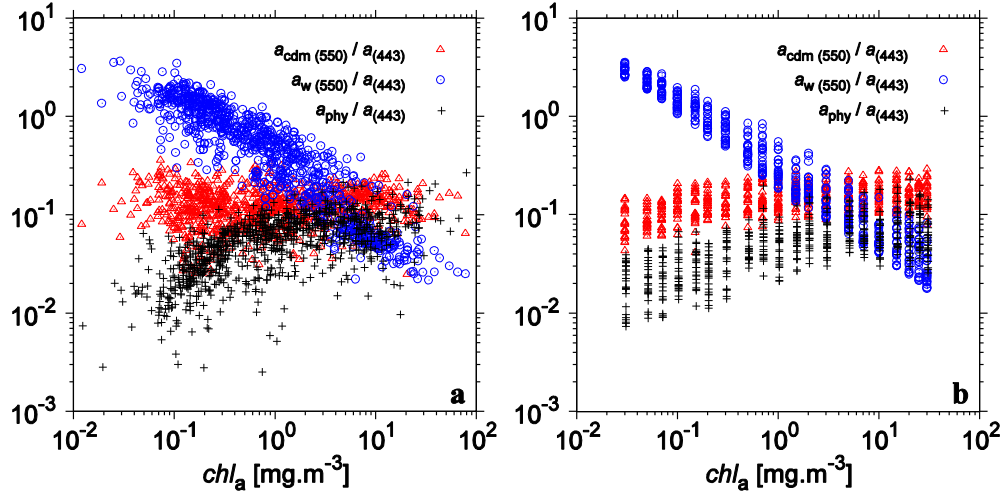 10^1
10^0
10^-1
10^-2
10^-3
a_cdm (550) / a_(443)
a_w (550) / a_(443)
a_phy / a_(443)
a
10^-2 10^-1 10^0 10^1 10^2
chl_a [mg.m^-3]
10^1
10^0
10^-1
10^-2
10^-3
a_cdm (550) / a_(443)
a_w (550) / a_(443)
a_phy / a_(443)
b
10^-2 10^-1 10^0 10^1 10^2
chl_a [mg.m^-3]